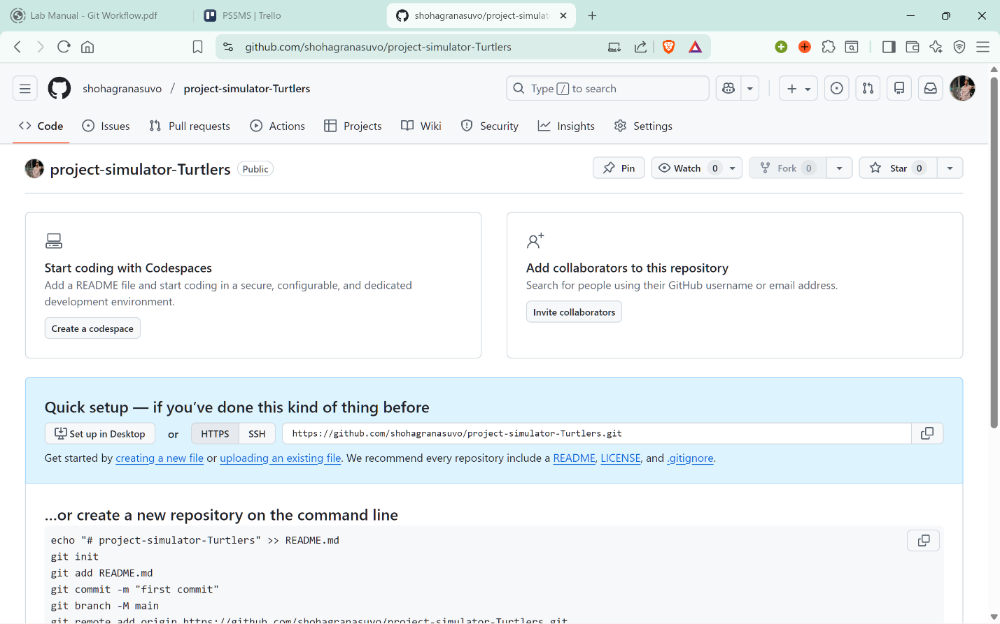 Lab Manual - Git Workflow.pdf
PSSMS | Trello
shohagranasuvo/project-simulat
github.com/shohagranasuvo/project-simulator-Turtlers
shohagranasuvo / project-simulator-Turtlers
Type / to search
Code
Issues
Pull requests
Actions
Projects
Wiki
Security
Insights
Settings
project-simulator-Turtlers Public
Pin
Watch 0
Fork 0
Star 0
Start coding with Codespaces
Add a README file and start coding in a secure, configurable, and dedicated
development environment.
Create a codespace
Add collaborators to this repository
Search for people using their GitHub username or email address.
Invite collaborators
Quick setup — if you’ve done this kind of thing before
Set up in Desktop or HTTPS SSH https://github.com/shohagranasuvo/project-simulator-Turtlers.git
Get started by creating a new file or uploading an existing file. We recommend every repository include a README, LICENSE, and .gitignore.
…or create a new repository on the command line
echo "# project-simulator-Turtlers" >> README.md
git init
git add README.md
git commit -m "first commit"
git branch -M main
git remote add origin https://github.com/shohagranasuvo/project-simulator-Turtlers.git